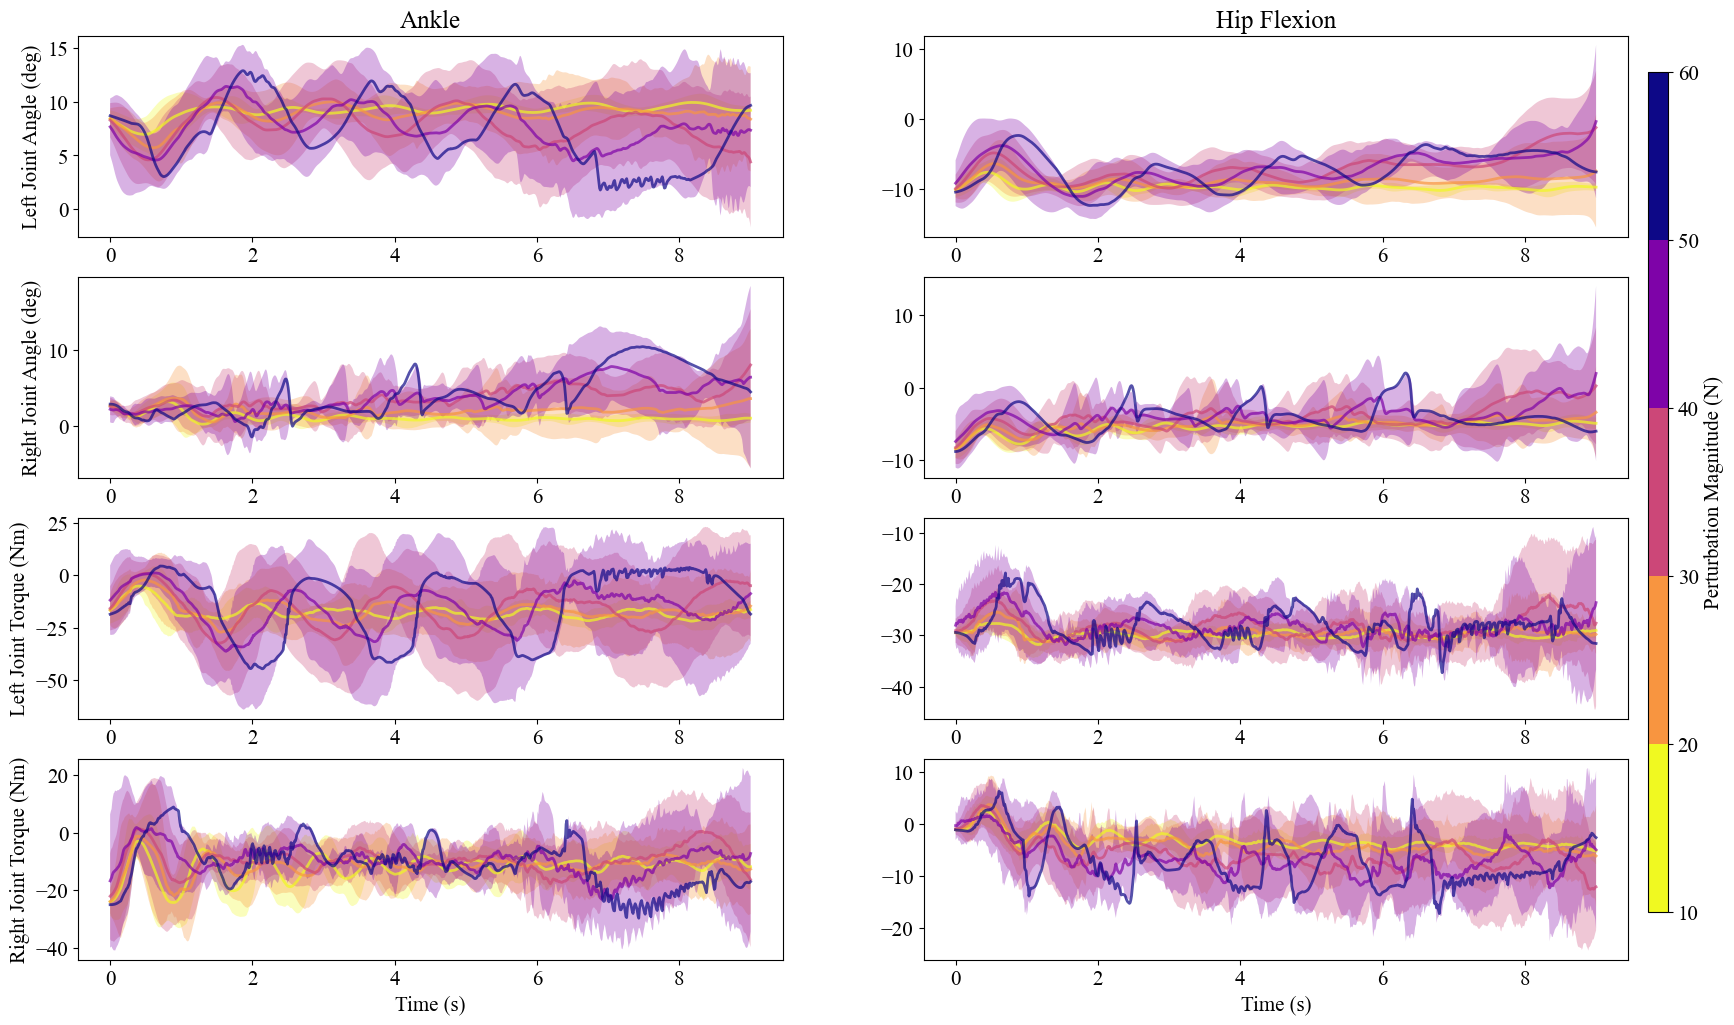 Ankle
Hip Flexion
Left Joint Angle (deg)
15
10
5
0
0 2 4 6 8
10
0
−10
0 2 4 6 8
Right Joint Angle (deg)
10
0
0 2 4 6 8
10
0
−10
0 2 4 6 8
Left Joint Torque (Nm)
25
0
−25
−50
0 2 4 6 8
−10
−20
−30
−40
0 2 4 6 8
Right Joint Torque (Nm)
20
0
−20
−40
0 2 4 6 8
Time (s)
10
0
−10
−20
0 2 4 6 8
Time (s)
60
50
40
30
20
10
Perturbation Magnitude (N)